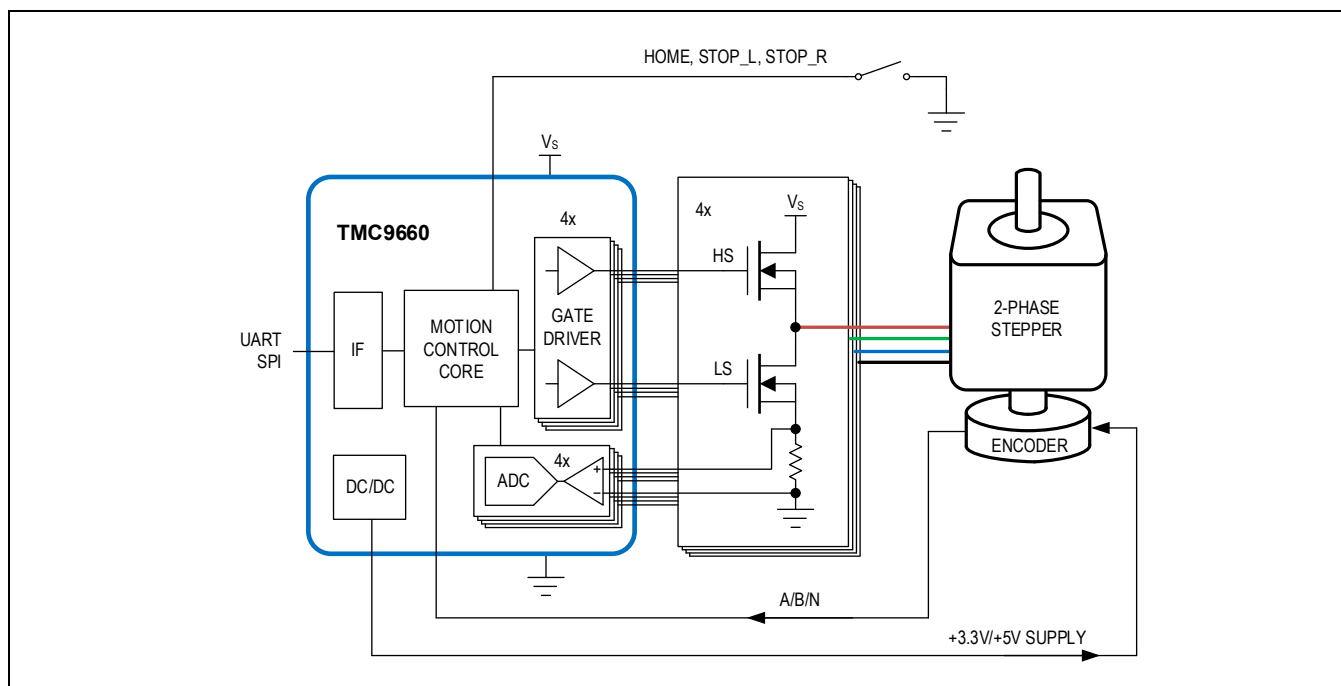 HOME, STOP_L, STOP_R
VS
TMC9660
4x
4x
VS
HS
GATE
DRIVER
2-PHASE
STEPPER
UART
SPI
IF
MOTION
CONTROL
CORE
LS
ENCODER
4x
ADC
+
−
DC/DC
A/B/N
+3.3V/+5V SUPPLY